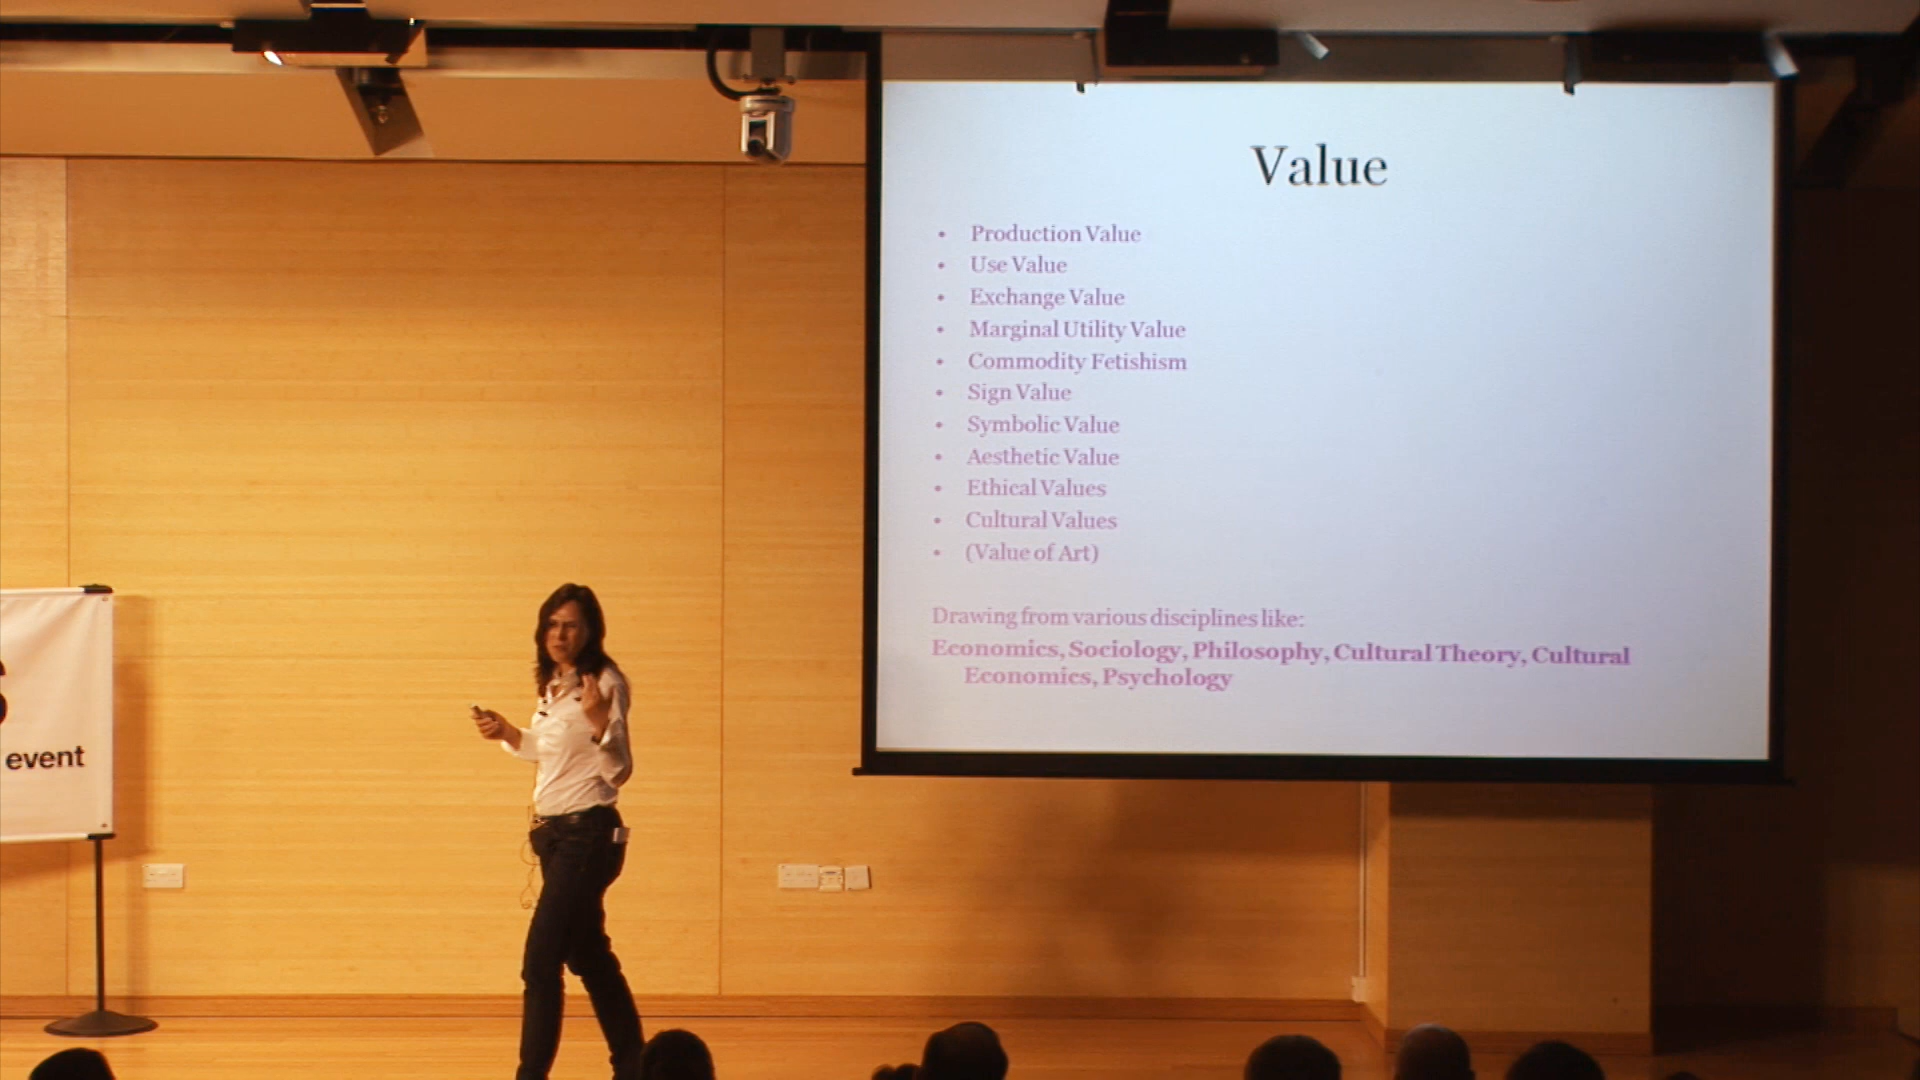 Value
• Production Value
• Use Value
• Exchange Value
• Marginal Utility Value
• Commodity Fetishism
• Sign Value
• Symbolic Value
• Aesthetic Value
• Ethical Values
• Cultural Values
• (Value of Art)
Drawing from various disciplines like:
Economics, Sociology, Philosophy, Cultural Theory, Cultural
Economics, Psychology
event